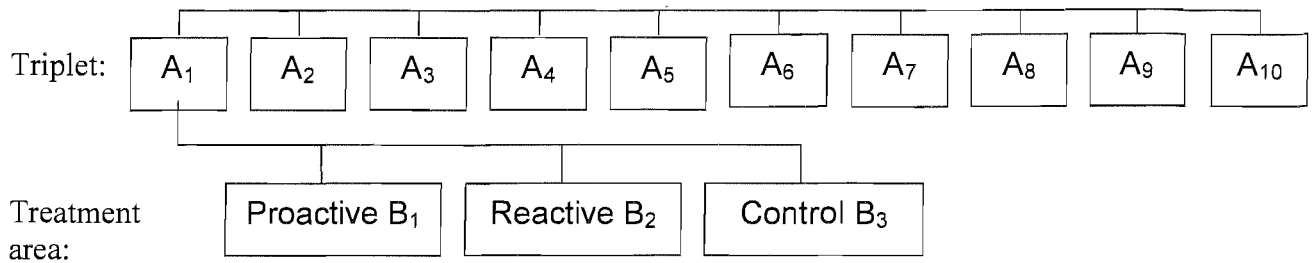 Triplet: A₁ A₂ A₃ A₄ A₅ A₆ A₇ A₈ A₉ A₁₀
Treatment area: Proactive B₁ Reactive B₂ Control B₃